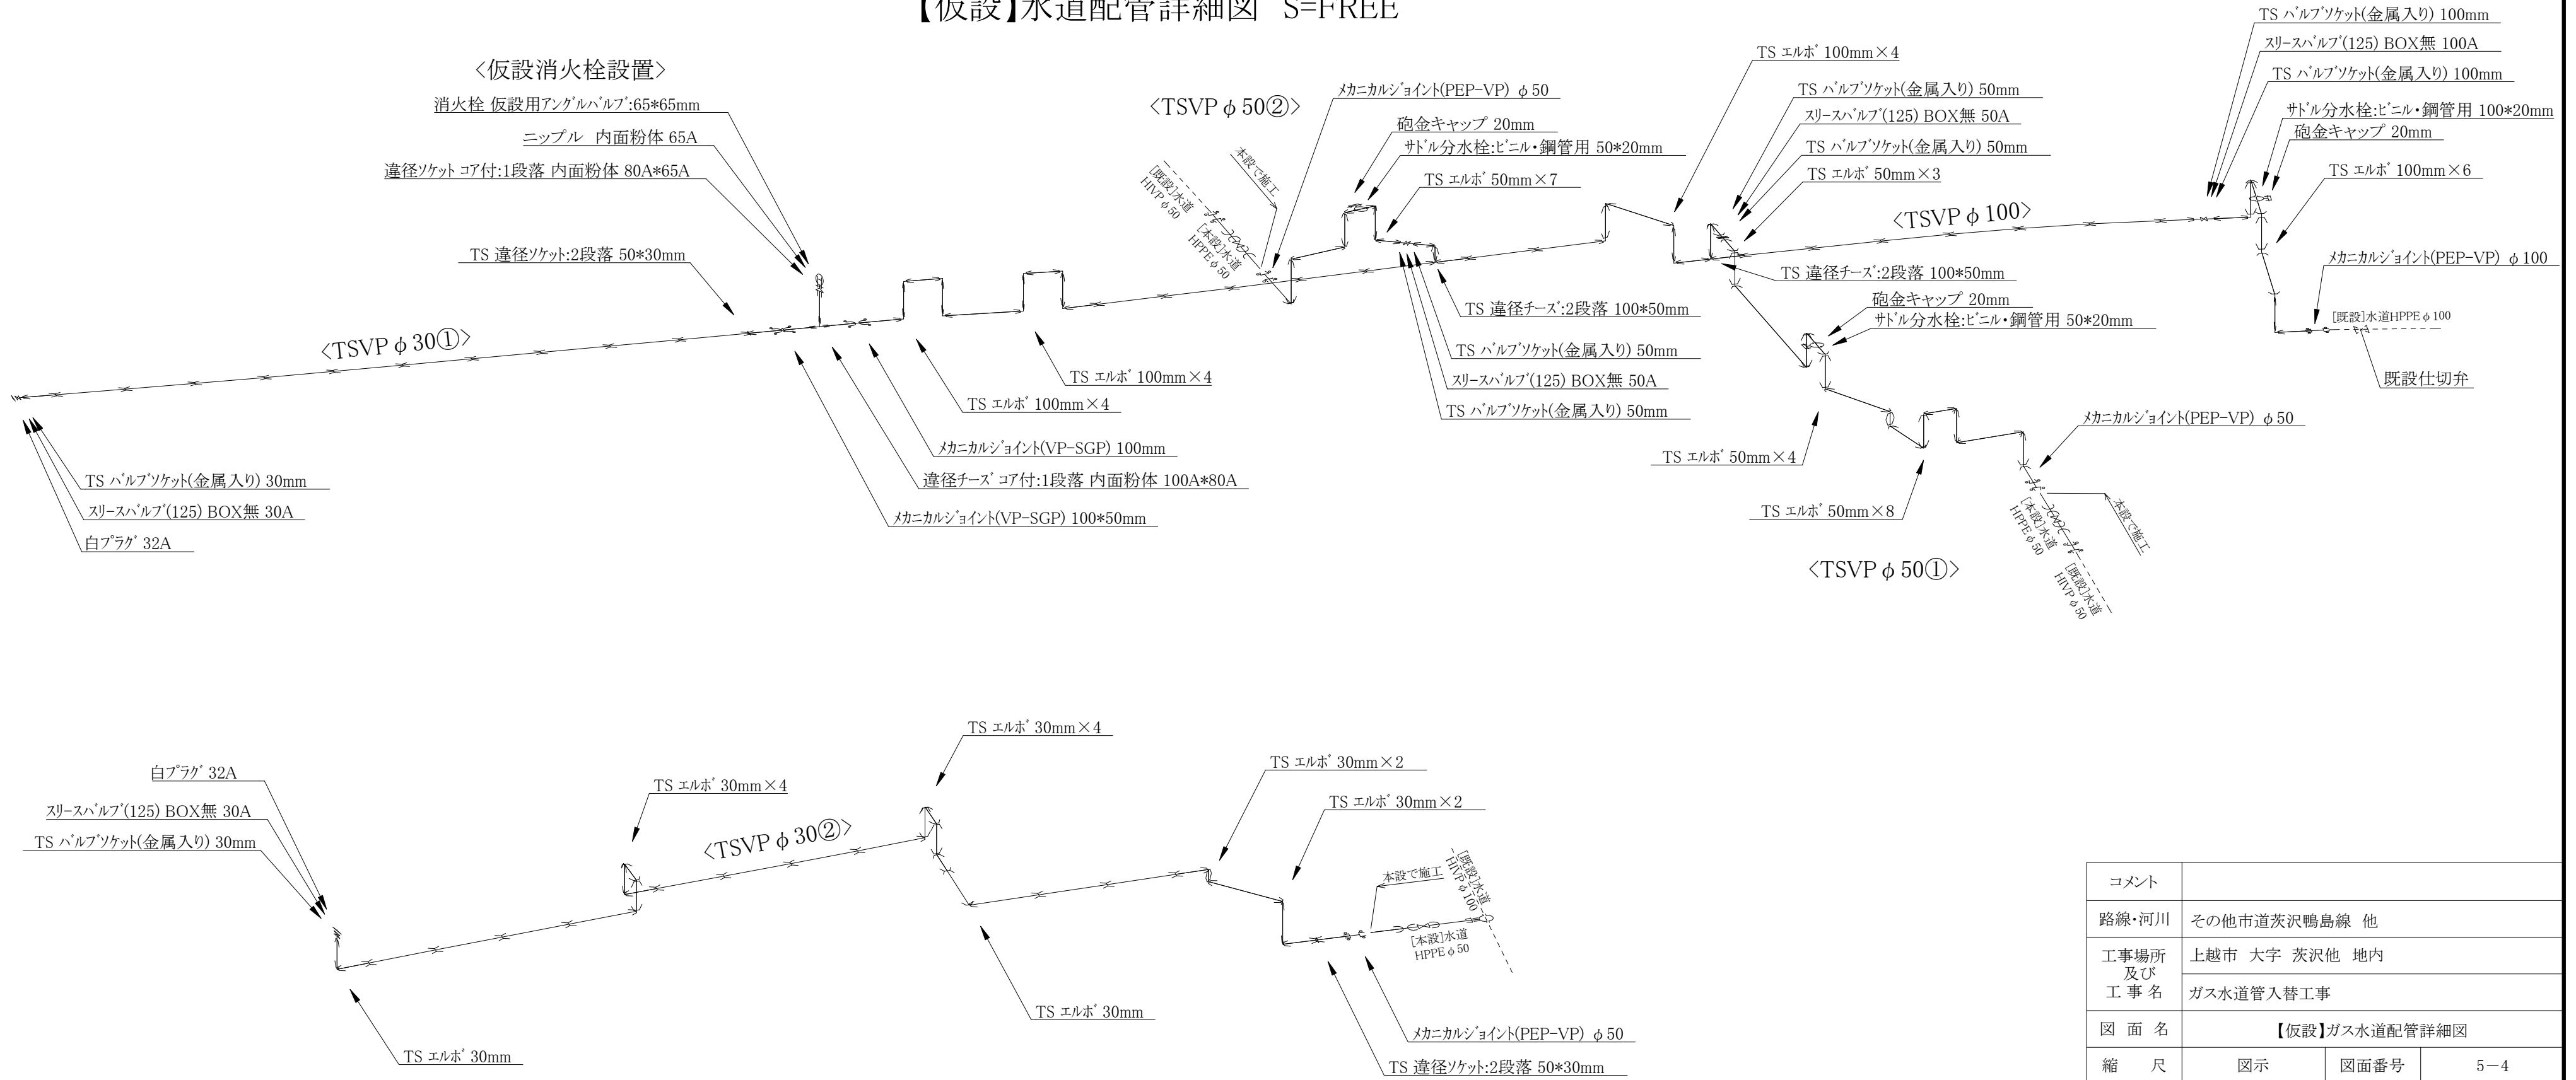 【仮設】水道配管詳細図 S=FREE
<仮設消火栓設置>
消火栓 仮設用アングルバルブ:65*65mm
ニップル 内面粉体 65A
違径ソケット コア付:1段落 内面粉体 80A*65A
TS 違径ソケット:2段落 50*30mm
<TSVPφ30①>
TS バルブソケット(金属入り) 30mm
スリースバルブ(125) BOX無 30A
白プラグ 32A
TS エルボ 100mm×4
TS エルボ 100mm×4
メカニカルジョイント(VP-SGP) 100mm
違径チーズ コア付:1段落 内面粉体 100A*80A
メカニカルジョイント(VP-SGP) 100*50mm
<TSVPφ50②>
メカニカルジョイント(PEP-VP) φ50
砲金キャップ 20mm
サドル分水栓:ビニル・鋼管用 50*20mm
TS エルボ 50mm×7
本設で施工
[既設]水道
HIVPφ50
[本設]水道
HPPEφ50
TS 違径チーズ:2段落 100*50mm
TS バルブソケット(金属入り) 50mm
スリースバルブ(125) BOX無 50A
TS バルブソケット(金属入り) 50mm
TS エルボ 100mm×4
TS バルブソケット(金属入り) 50mm
スリースバルブ(125) BOX無 50A
TS バルブソケット(金属入り) 50mm
TS エルボ 50mm×3
<TSVPφ100>
TS 違径チーズ:2段落 100*50mm
砲金キャップ 20mm
サドル分水栓:ビニル・鋼管用 50*20mm
TS エルボ 50mm×4
TS エルボ 50mm×8
メカニカルジョイント(PEP-VP) φ50
本設で施工
[本設]水道
HPPEφ50
[既設]水道
HIVPφ50
<TSVPφ50①>
TS バルブソケット(金属入り) 100mm
スリースバルブ(125) BOX無 100A
TS バルブソケット(金属入り) 100mm
サドル分水栓:ビニル・鋼管用 100*20mm
砲金キャップ 20mm
TS エルボ 100mm×6
メカニカルジョイント(PEP-VP) φ100
[既設]水道HPPEφ100
既設仕切弁
白プラグ 32A
スリースバルブ(125) BOX無 30A
TS バルブソケット(金属入り) 30mm
TS エルボ 30mm
TS エルボ 30mm×4
<TSVPφ30②>
TS エルボ 30mm×4
TS エルボ 30mm
TS エルボ 30mm×2
TS エルボ 30mm×2
本設で施工
[既設]水道
HIVPφ100
[本設]水道
HPPEφ50
メカニカルジョイント(PEP-VP) φ50
TS 違径ソケット:2段落 50*30mm
コメント
路線・河川 その他市道茨沢鴨島線 他
工事場所
及び
工事名
上越市 大字 茨沢他 地内
ガス水道管入替工事
図面名 【仮設】ガス水道配管詳細図
縮尺 図示 図面番号 5-4